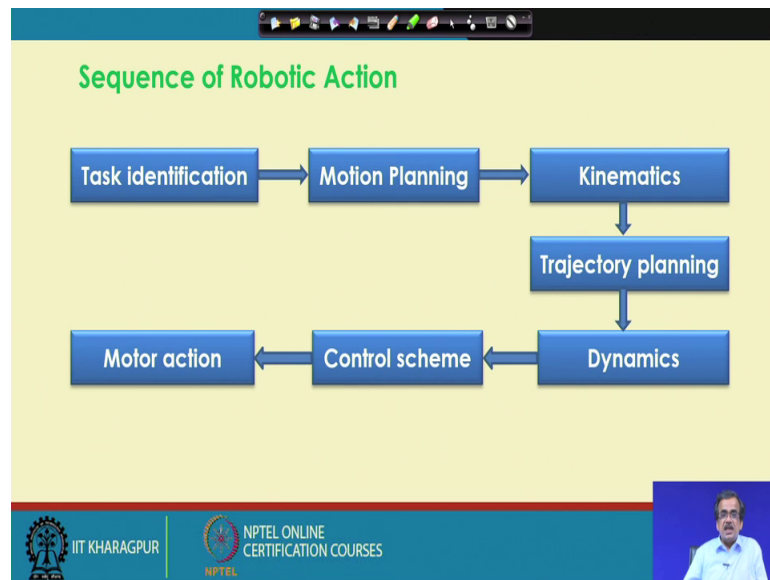 Sequence of Robotic Action
Task identification
Motion Planning
Kinematics
Trajectory planning
Dynamics
Control scheme
Motor action
IIT KHARAGPUR
NPTEL
NPTEL ONLINE
CERTIFICATION COURSES